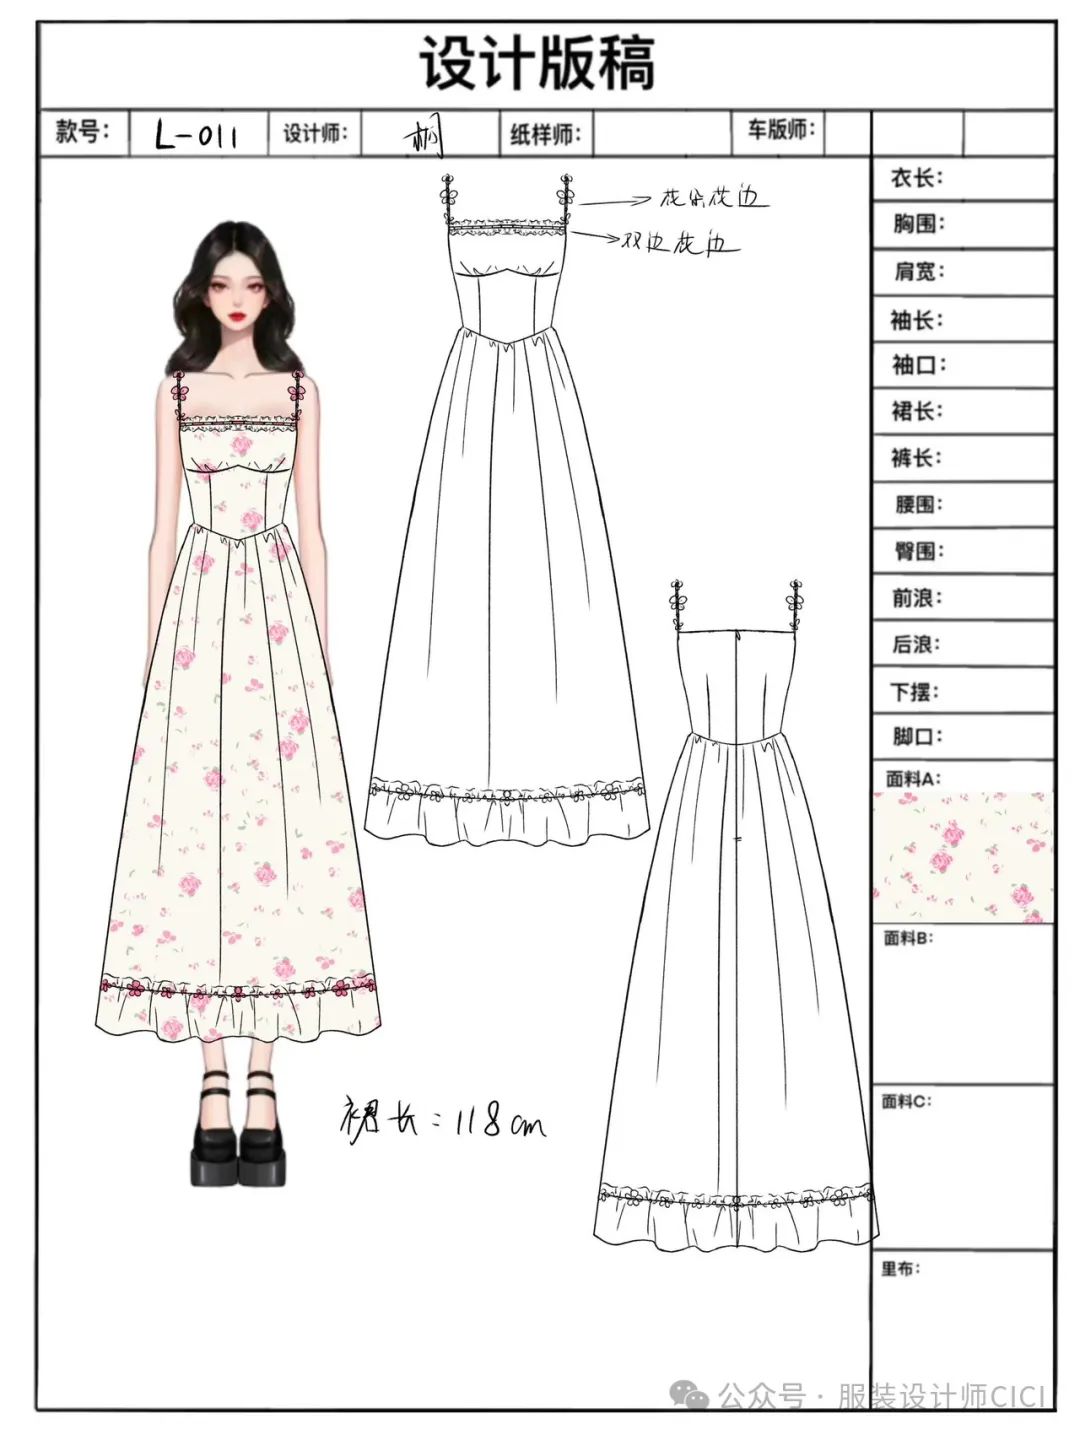 设计版稿
款号: L-011 设计师: 桐 纸样师: 车版师:
花朵花边
双边花边
衣长:
胸围:
肩宽:
袖长:
袖口:
裙长:
裤长:
腰围:
臀围:
前浪:
后浪:
下摆:
脚口:
面料A:
面料B:
面料C:
里布:
裙长:118cm
公众号·服装设计师CICI